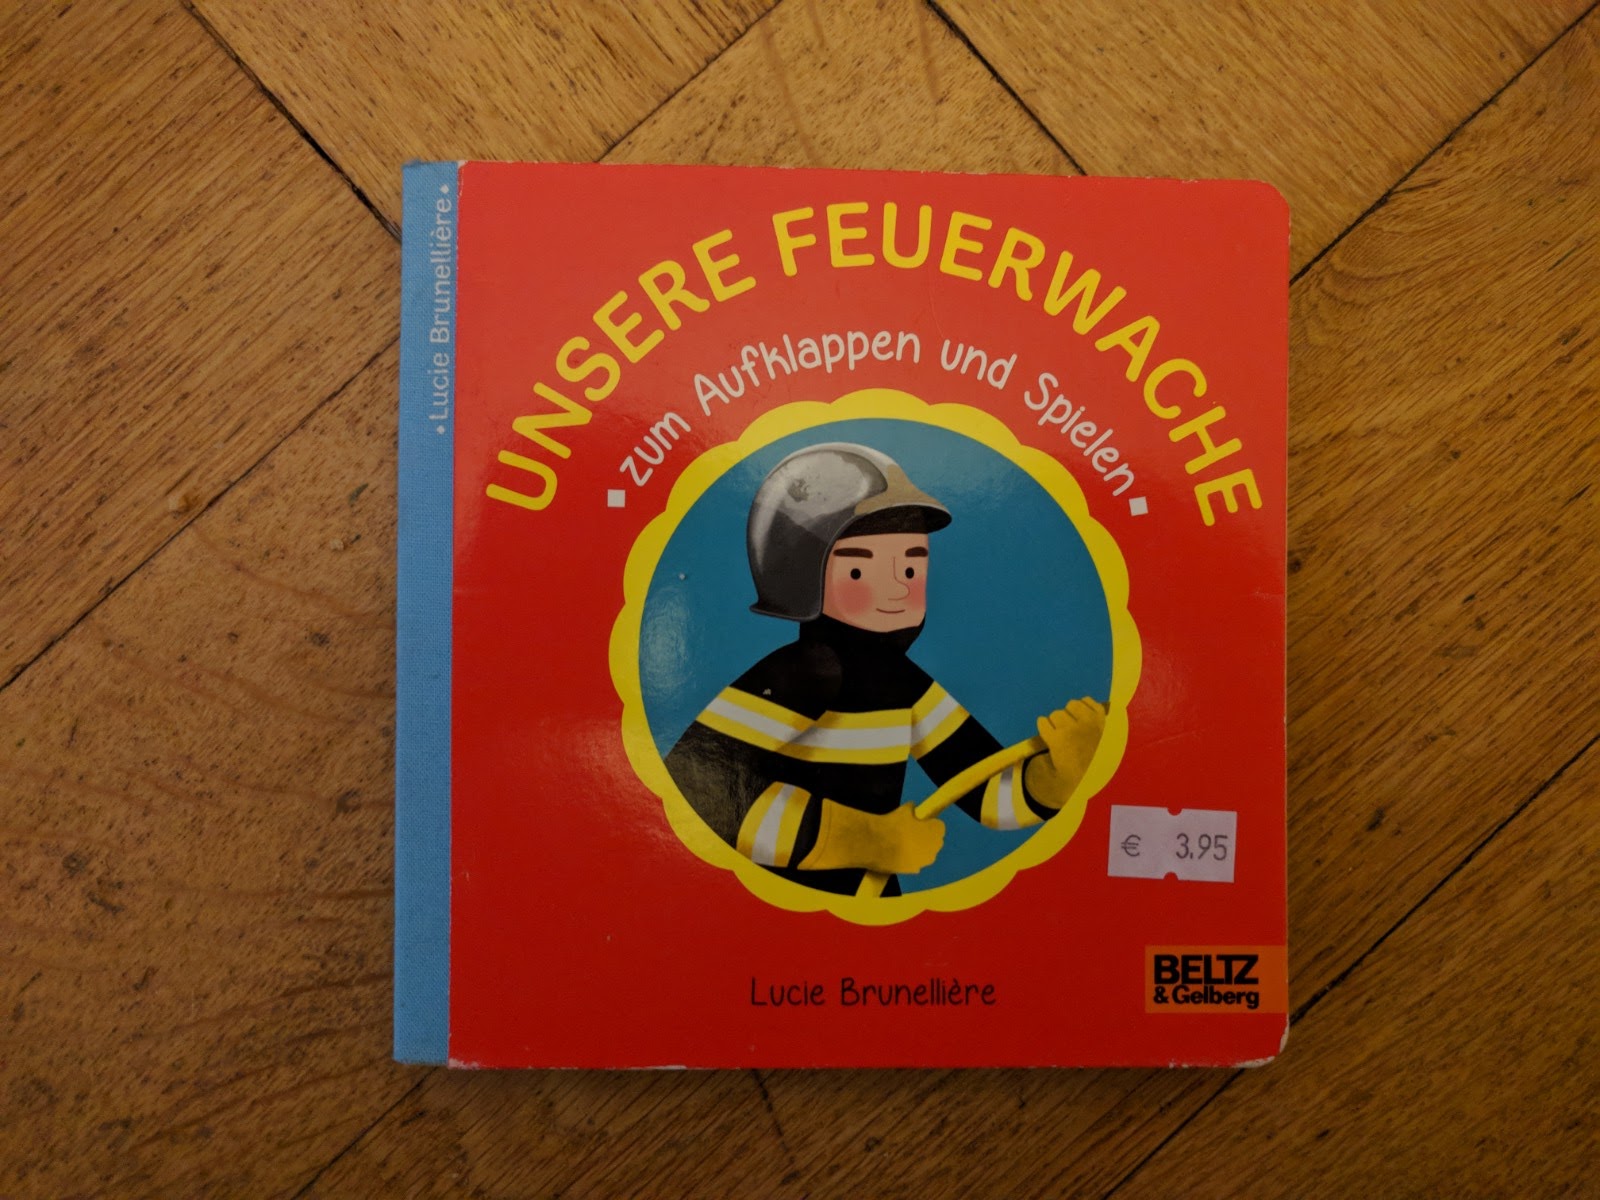 •Lucie Brunellière•
UNSERE FEUERWACHE
▪zum Aufklappen und Spielen▪
€ 3.95
Lucie Brunellière
BELTZ
& Gelberg